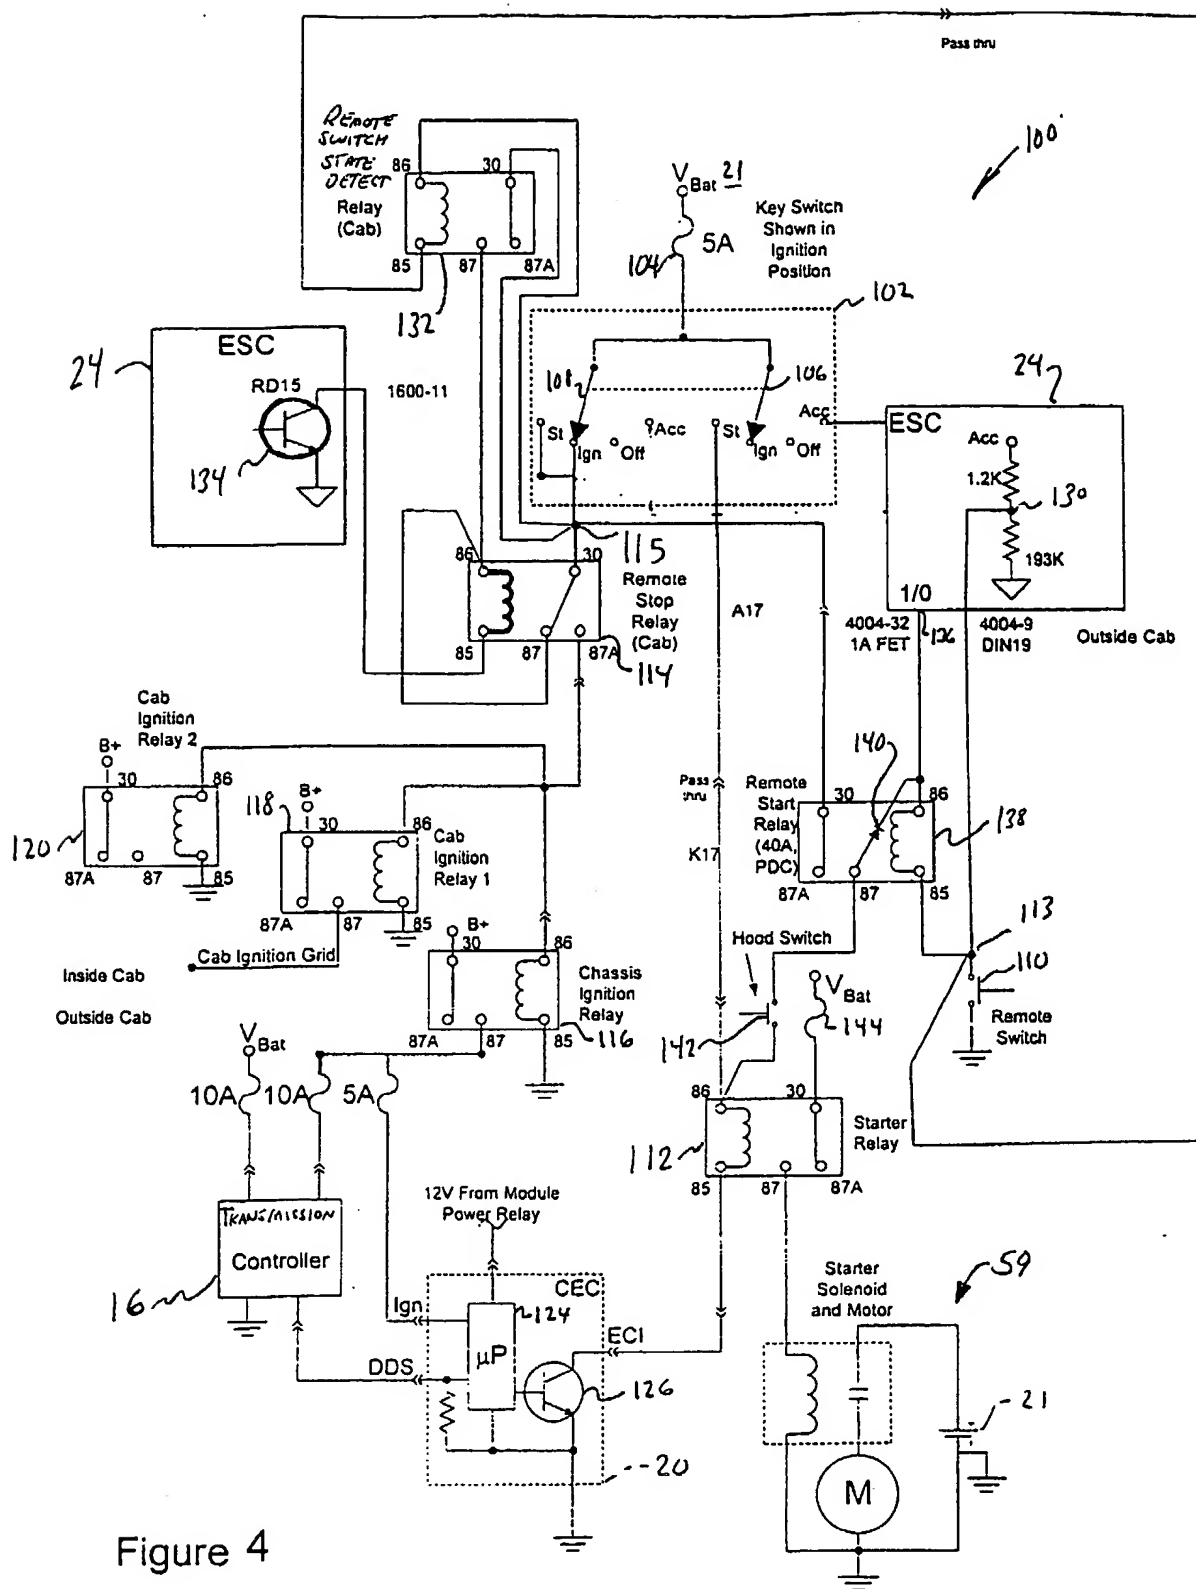 Pass thru
REMOTE
SWITCH
STATE
DETECT
Relay
(Cab)
86
30
85
87
87A
132
V Bat 21
5A
104
Key Switch
Shown in
Ignition
Position
100'
102
24
ESC
RD15
134
1600-11
108
106
St
Ign
Off
Acc
St
Ign
Off
Acc
24
ESC
Acc
1.2K
130
193K
1/0
4004-32
1A FET
136
4004-9
DIN19
Outside Cab
115
86
30
Remote
Stop
Relay
(Cab)
85
87
87A
114
A17
Cab
Ignition
Relay 2
B+
30
86
120
87A
87
85
118
B+
30
86
Cab
Ignition
Relay 1
87A
87
85
Cab Ignition Grid
Pass
thru
K17
140
Remote
Start
Relay
(40A,
PDC)
30
86
138
87A
87
85
113
110
Remote
Switch
Inside Cab
Outside Cab
B+
30
86
Chassis
Ignition
Relay
87A
87
85
116
Hood Switch
142
V Bat
144
V Bat
10A
10A
5A
86
30
Starter
Relay
112
85
87
87A
TRANSMISSION
Controller
16
12V From Module
Power Relay
CEC
Ign
124
µP
ECI
DDS
126
20
Starter
Solenoid
and Motor
59
21
M
Figure 4